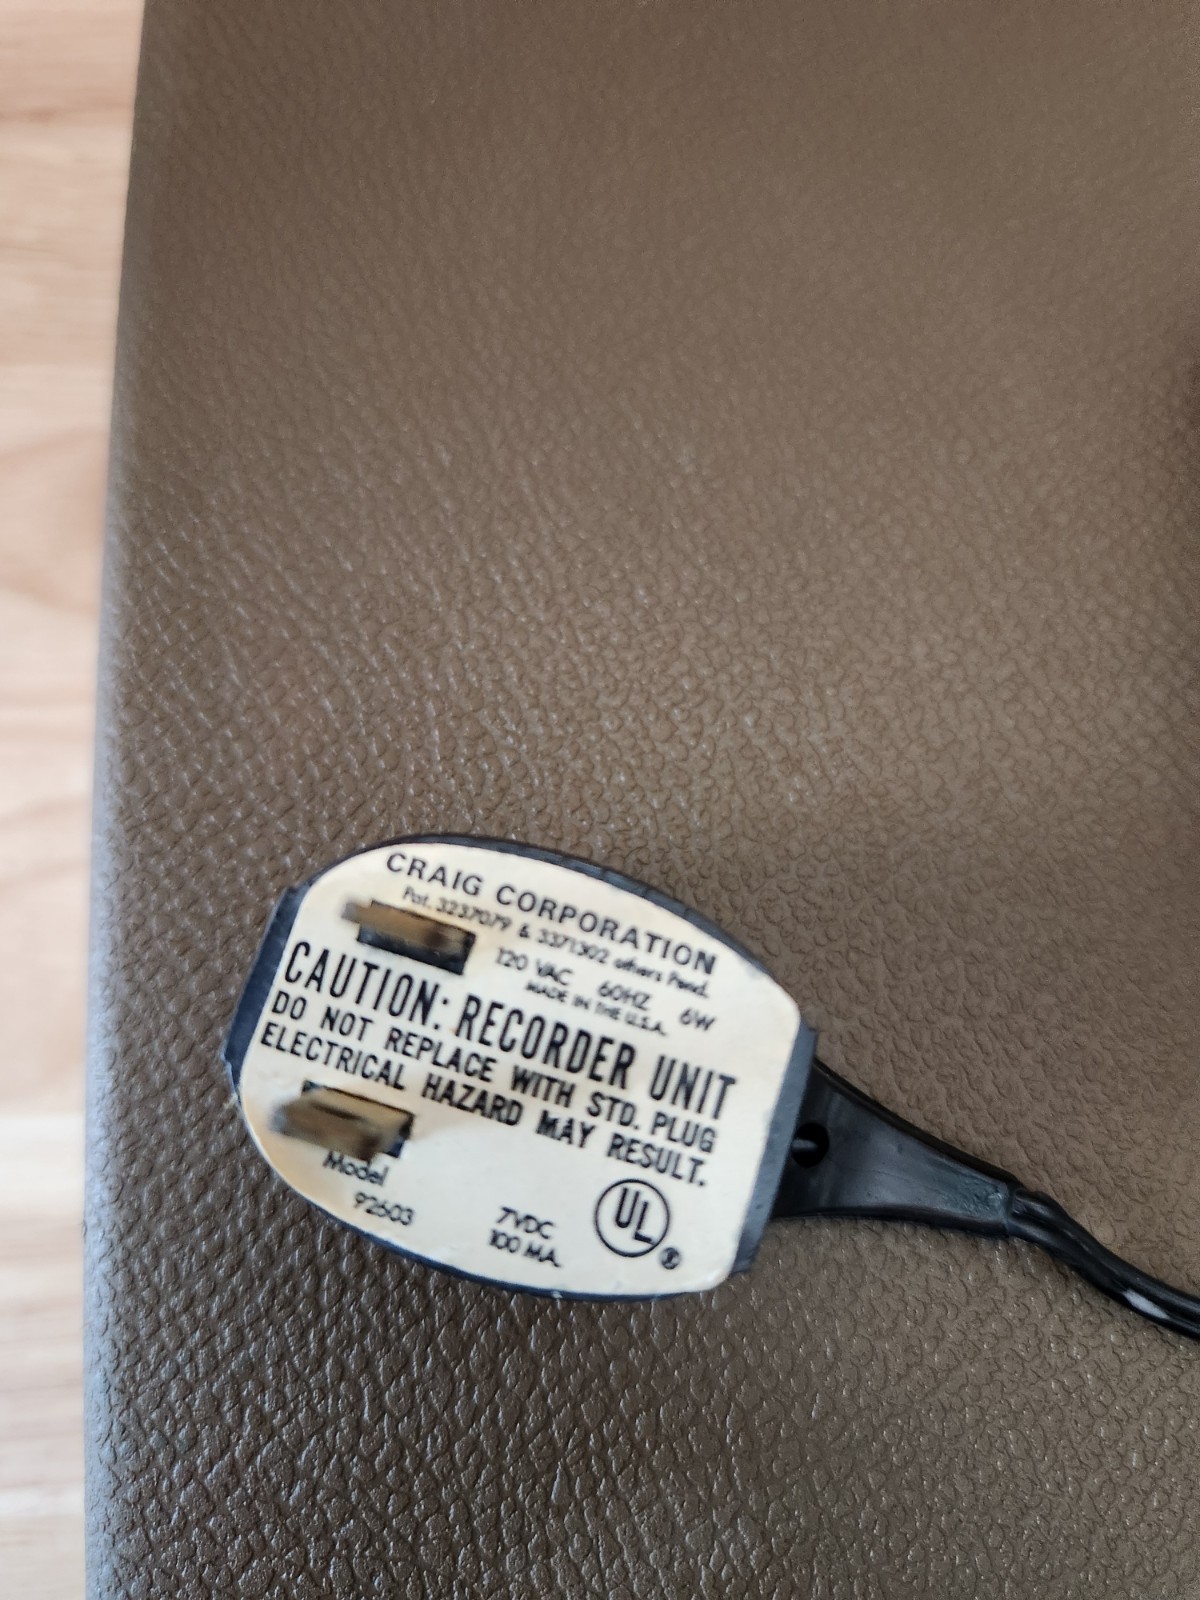 CRAIG CORPORATION
Pat. 3237079 & 3371302 others Pend.
120 VAC 60HZ 6W
MADE IN THE U.S.A.
CAUTION: RECORDER UNIT
DO NOT REPLACE WITH STD. PLUG
ELECTRICAL HAZARD MAY RESULT.
Model
92603
7VDC
100 MA.
UL ®